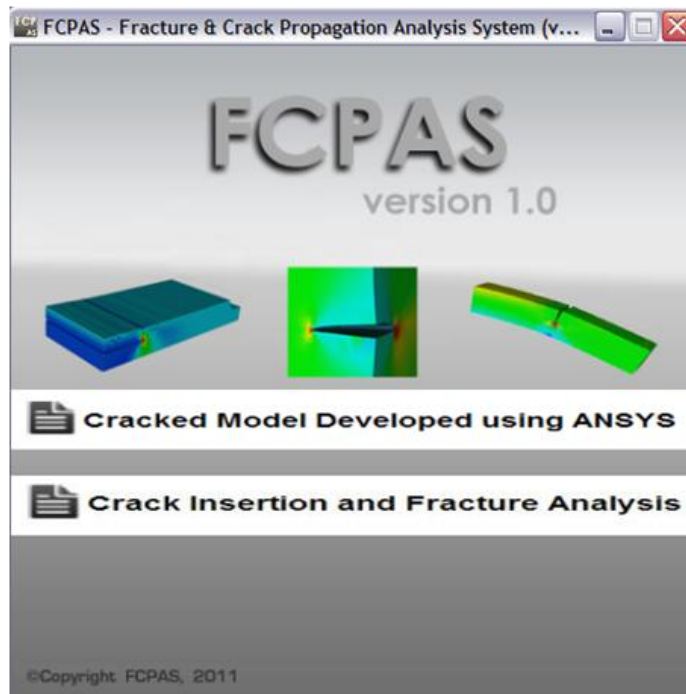 FCPAS - Fracture & Crack Propagation Analysis System (v...
FCPAS
version 1.0
Cracked Model Developed using ANSYS
Crack Insertion and Fracture Analysis
©Copyright FCPAS, 2011